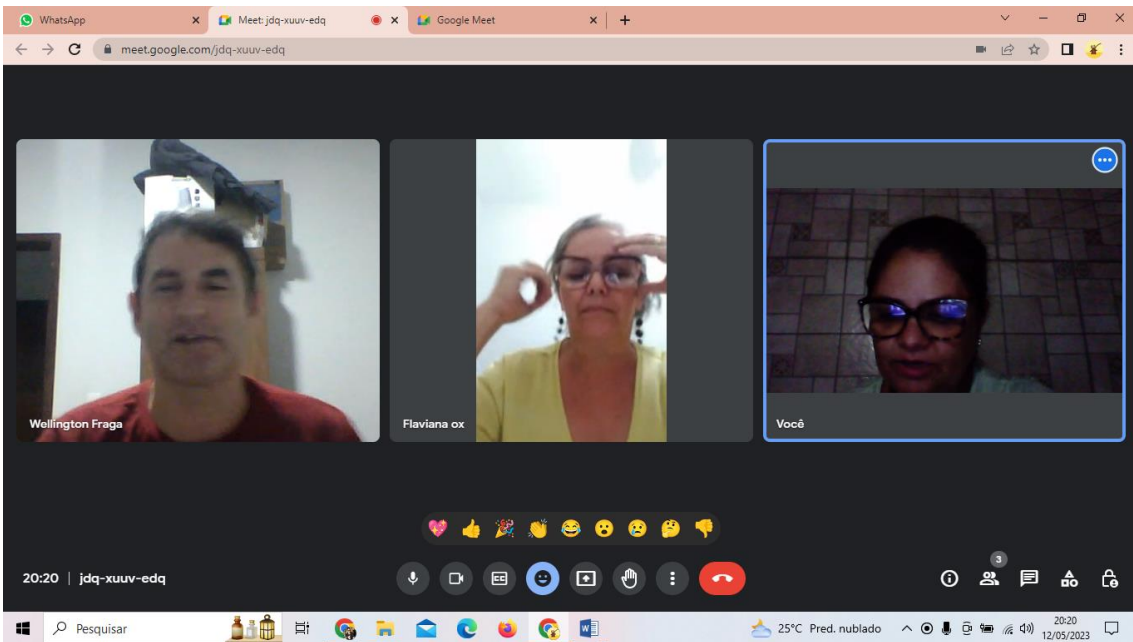 WhatsApp
Meet: jdq-xuuv-edq
Google Meet
meet.google.com/jdq-xuuv-edq
Wellington Fraga
Flaviana ox
Você
3
20:20 | jdq-xuuv-edq
CC
Pesquisar
W
25°C Pred. nublado
20:20
12/05/2023